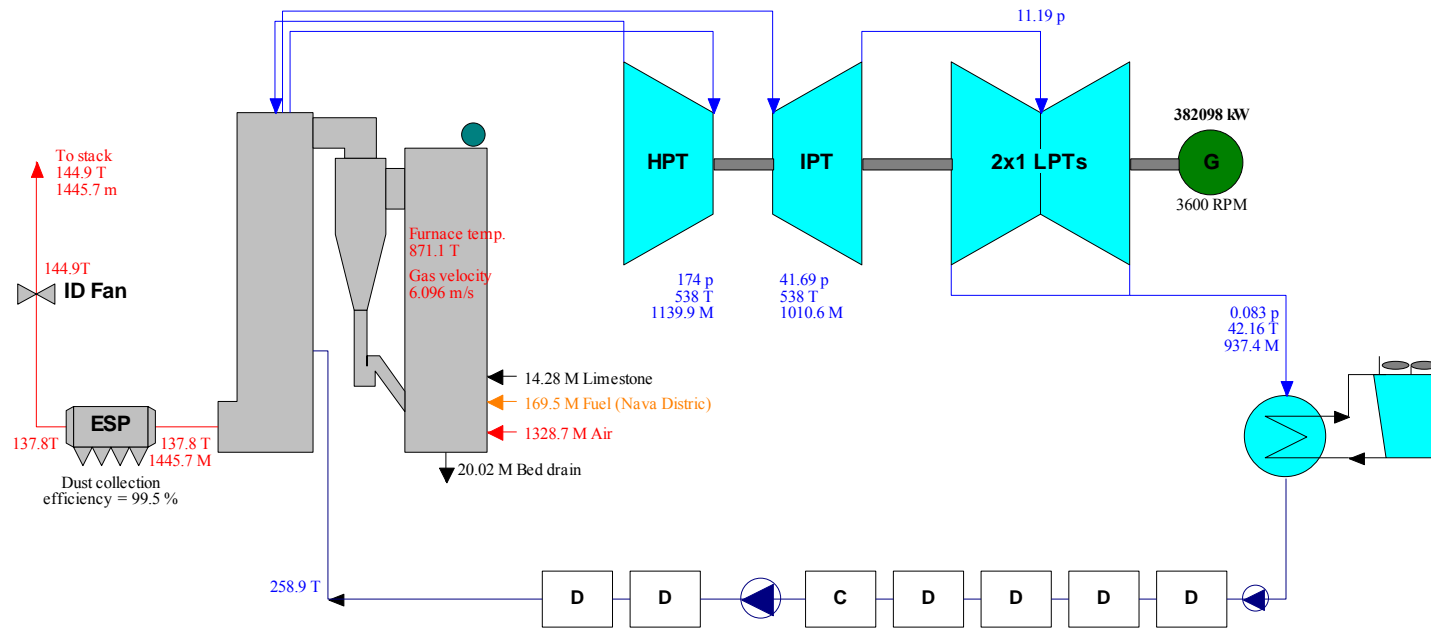 11.19 p
382098 kW
HPT
IPT
2x1 LPTs
G
3600 RPM
To stack
144.9 T
1445.7 m
144.9T
ID Fan
Furnace temp.
871.1 T
Gas velocity
6.096 m/s
174 p
538 T
1139.9 M
41.69 p
538 T
1010.6 M
0.083 p
42.16 T
937.4 M
14.28 M Limestone
169.5 M Fuel (Nava Distric)
1328.7 M Air
20.02 M Bed drain
ESP
137.8T
137.8 T
1445.7 M
Dust collection
efficiency = 99.5 %
258.9 T
D
D
C
D
D
D
D